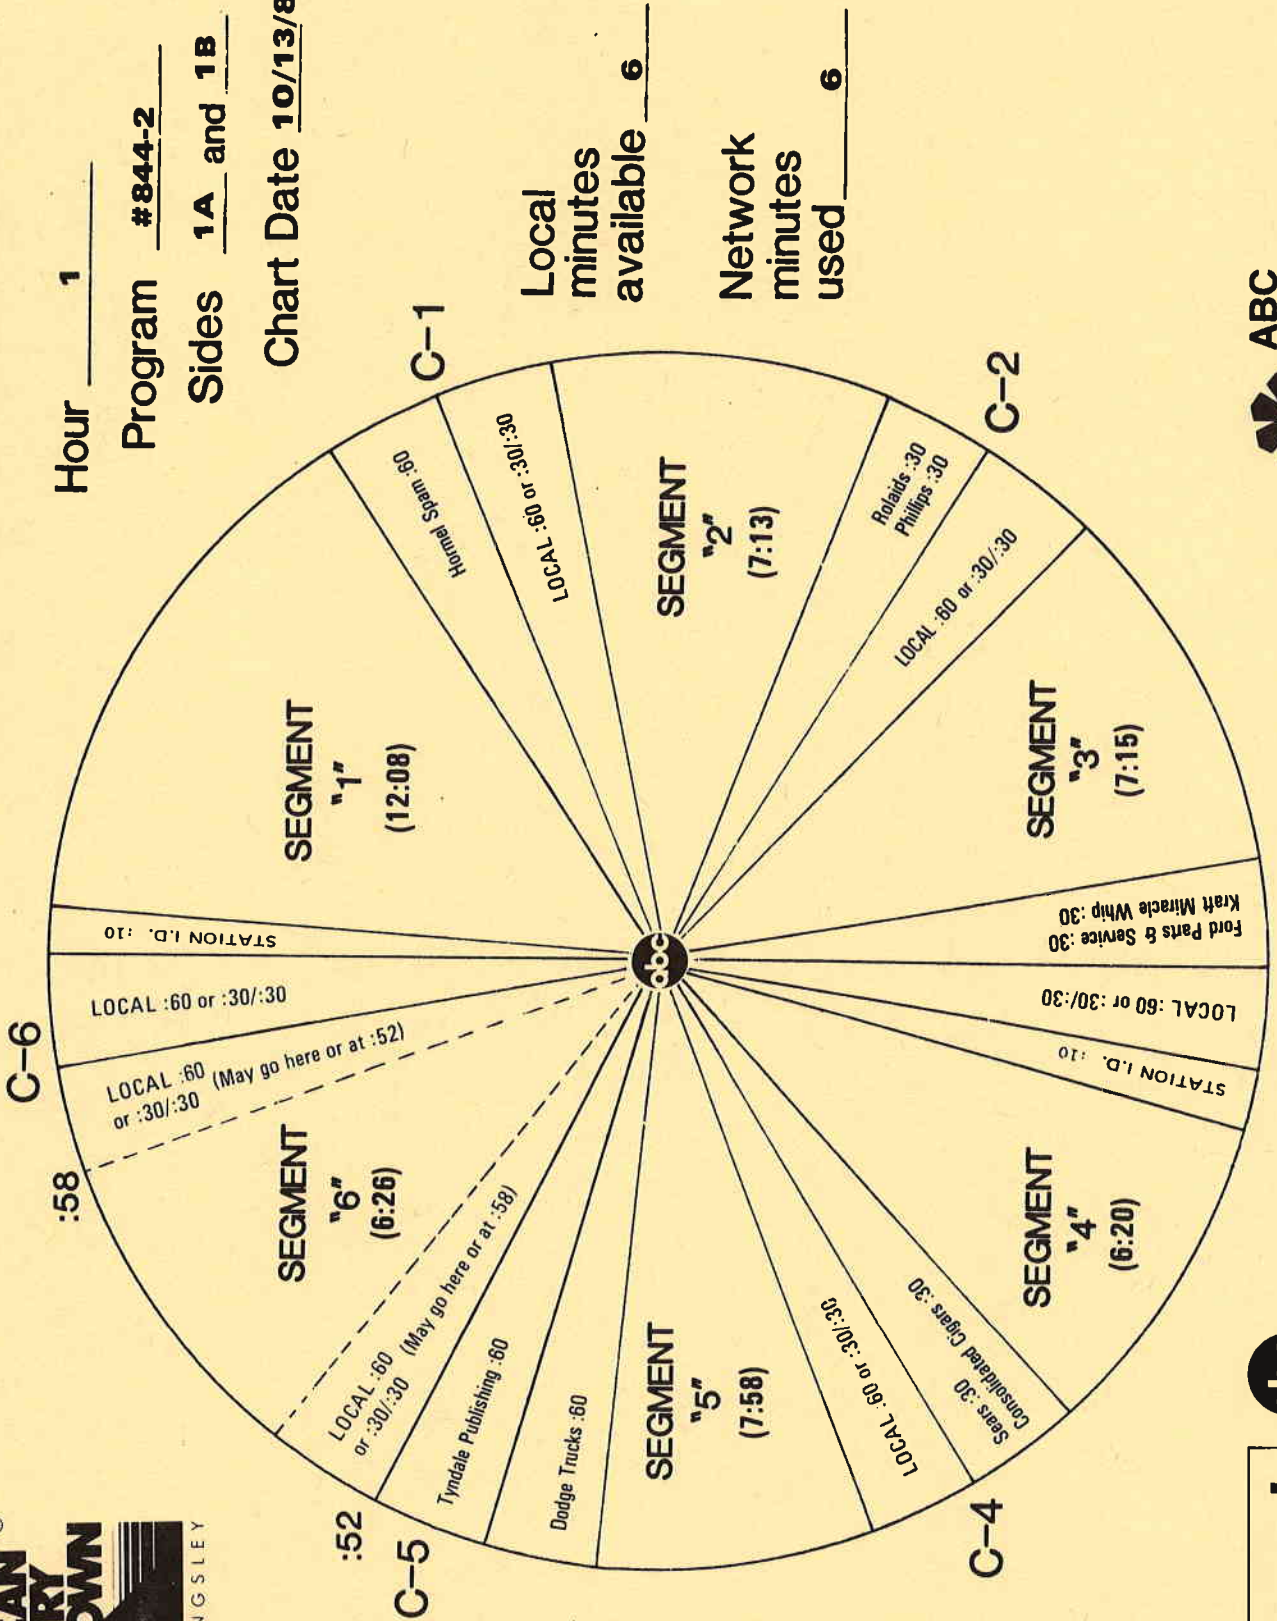 Hour 1
Program #844-2
Sides 1A and 1B
Chart Date 10/13/8
Local
minutes
available 6
Network
minutes
used 6
C-1
C-2
C-4
C-5
:52
:58
C-6
abc
SEGMENT
"1"
(12:08)
Hormel Spam :60
LOCAL :60 or :30/:30
SEGMENT
"2"
(7:13)
Rolaids :30
Phillips :30
LOCAL :60 or :30/:30
SEGMENT
"3"
(7:15)
Ford Parts & Service :30
Kraft Miracle Whip :30
LOCAL :60 or :30/:30
STATION I.D. :10
SEGMENT
"4"
(6:20)
Sears :30
Consolidated Cigars :30
LOCAL :60 or :30/:30
SEGMENT
"5"
(7:58)
Dodge Trucks :60
Tyndale Publishing :60
LOCAL :60
or :30/:30 (May go here or at :58)
SEGMENT
"6"
(6:26)
LOCAL :60
or :30/:30 (May go here or at :52)
LOCAL :60 or :30/:30
STATION I.D. :10
ABC